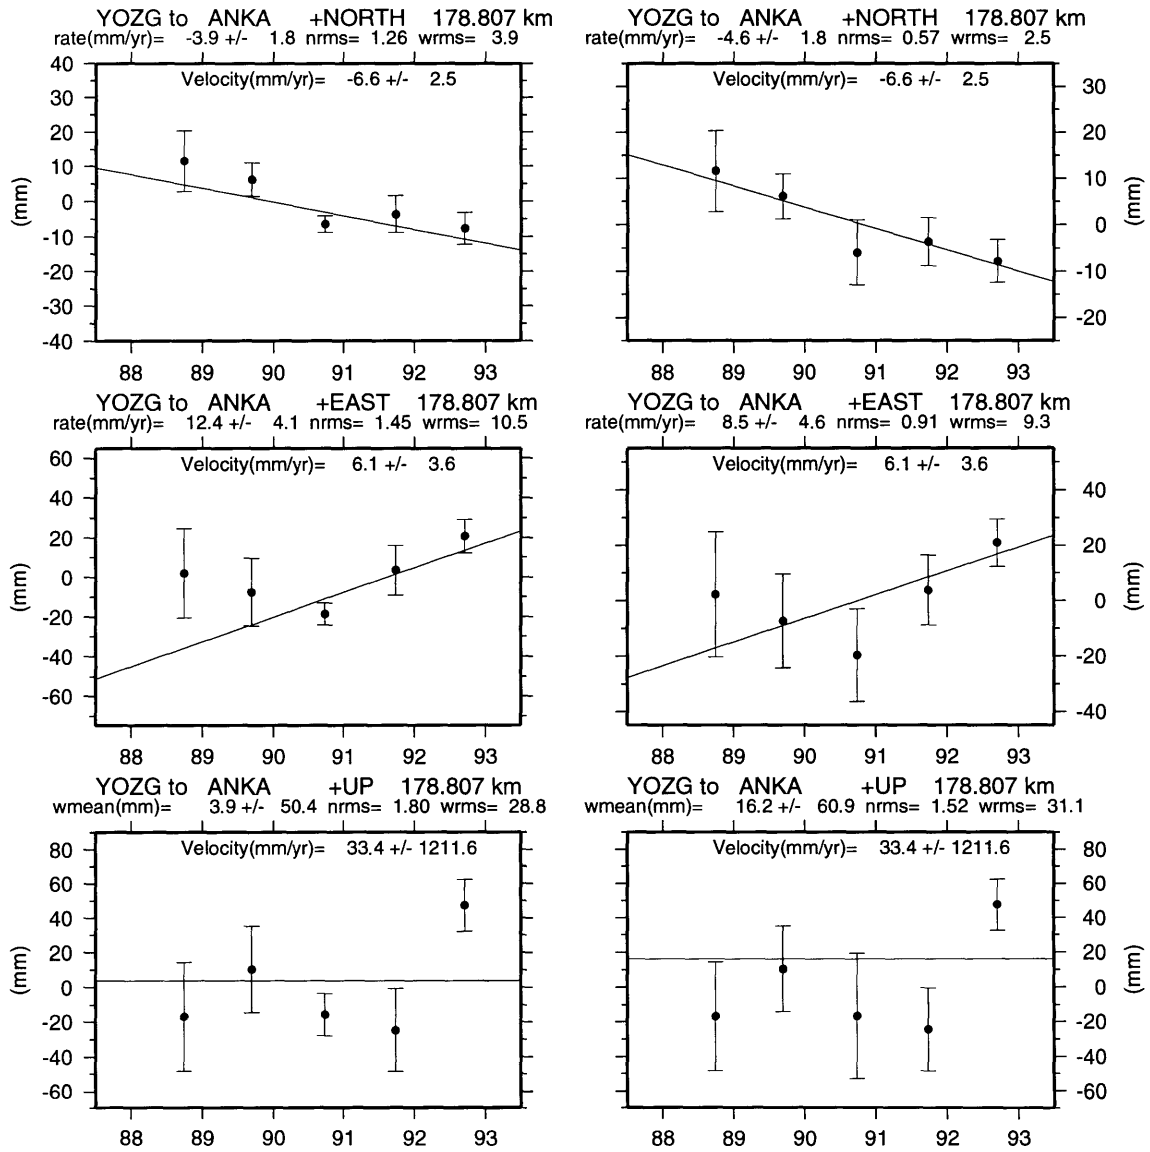 YOZG to ANKA +NORTH 178.807 km
rate(mm/yr)= -3.9 +/- 1.8 nrms= 1.26 wrms= 3.9
Velocity(mm/yr)= -6.6 +/- 2.5
40
30
20
10
0
-10
-20
-30
-40
(mm)
88 89 90 91 92 93
YOZG to ANKA +NORTH 178.807 km
rate(mm/yr)= -4.6 +/- 1.8 nrms= 0.57 wrms= 2.5
Velocity(mm/yr)= -6.6 +/- 2.5
30
20
10
0
-10
-20
(mm)
88 89 90 91 92 93
YOZG to ANKA +EAST 178.807 km
rate(mm/yr)= 12.4 +/- 4.1 nrms= 1.45 wrms= 10.5
Velocity(mm/yr)= 6.1 +/- 3.6
60
40
20
0
-20
-40
-60
(mm)
88 89 90 91 92 93
YOZG to ANKA +EAST 178.807 km
rate(mm/yr)= 8.5 +/- 4.6 nrms= 0.91 wrms= 9.3
Velocity(mm/yr)= 6.1 +/- 3.6
40
20
0
-20
-40
(mm)
88 89 90 91 92 93
YOZG to ANKA +UP 178.807 km
wmean(mm)= 3.9 +/- 50.4 nrms= 1.80 wrms= 28.8
Velocity(mm/yr)= 33.4 +/- 1211.6
80
60
40
20
0
-20
-40
-60
(mm)
88 89 90 91 92 93
YOZG to ANKA +UP 178.807 km
wmean(mm)= 16.2 +/- 60.9 nrms= 1.52 wrms= 31.1
Velocity(mm/yr)= 33.4 +/- 1211.6
80
60
40
20
0
-20
-40
-60
(mm)
88 89 90 91 92 93